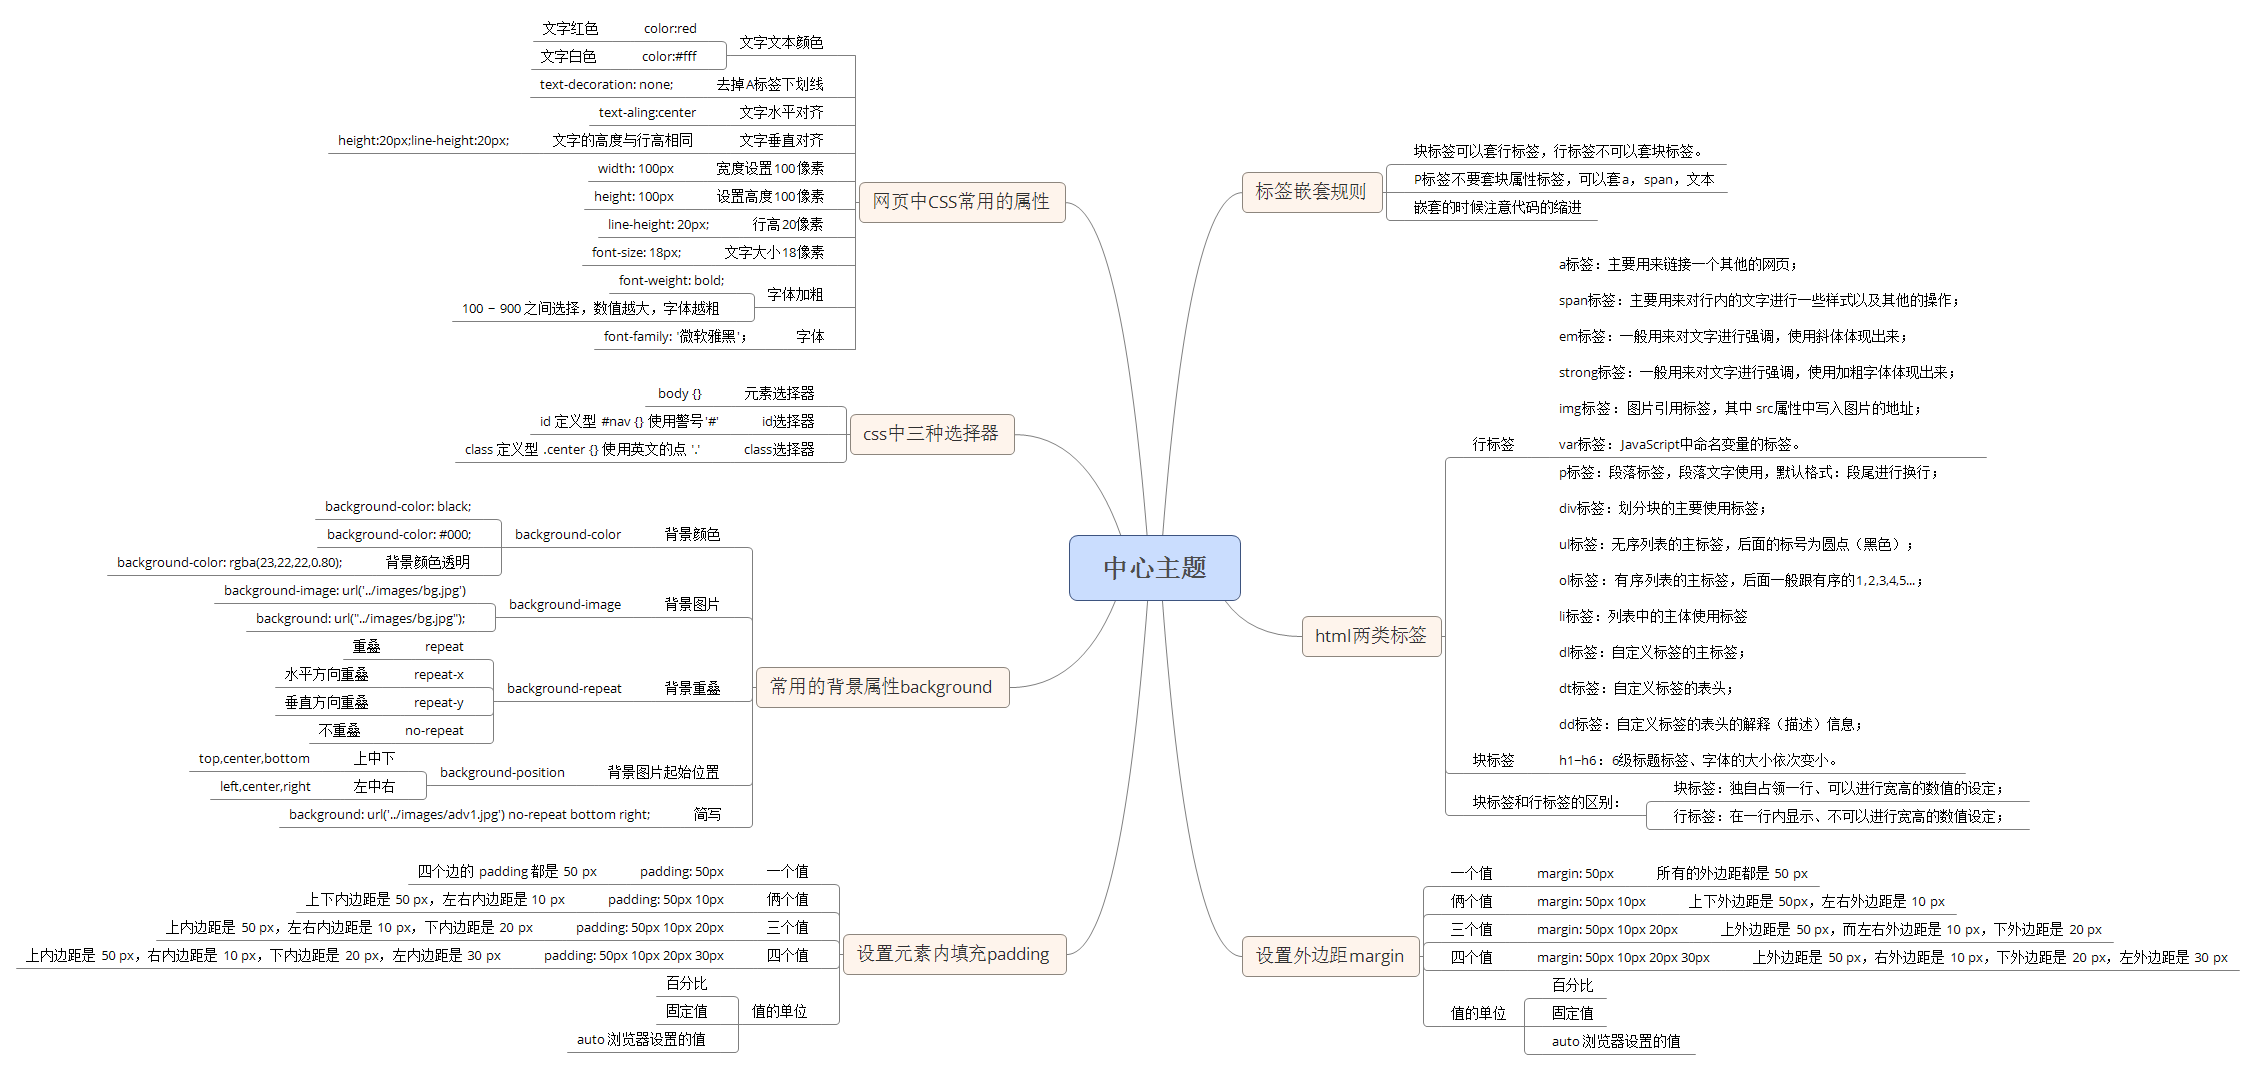 中心主题
标签嵌套规则
块标签可以套行标签，行标签不可以套块标签。
P标签不要套块属性标签，可以套a，span，文本
嵌套的时候注意代码的缩进
html两类标签
行标签
a标签：主要用来链接一个其他的网页；
span标签：主要用来对行内的文字进行一些样式以及其他的操作；
em标签：一般用来对文字进行强调，使用斜体体现出来；
strong标签：一般用来对文字进行强调，使用加粗字体体现出来；
img标签：图片引用标签，其中 src属性中写入图片的地址；
var标签：JavaScript中命名变量的标签。
块标签
p标签：段落标签，段落文字使用，默认格式：段尾进行换行；
div标签：划分块的主要使用标签；
ul标签：无序列表的主标签，后面的标号为圆点（黑色）；
ol标签：有序列表的主标签，后面一般跟有序的1,2,3,4,5...；
li标签：列表中的主体使用标签
dl标签：自定义标签的主标签；
dt标签：自定义标签的表头；
dd标签：自定义标签的表头的解释（描述）信息；
h1~h6：6级标题标签、字体的大小依次变小。
块标签和行标签的区别：
块标签：独自占领一行、可以进行宽高的数值的设定；
行标签：在一行内显示、不可以进行宽高的数值设定；
设置外边距margin
一个值 margin: 50px 所有的外边距都是 50 px
俩个值 margin: 50px 10px 上下外边距是 50px，左右外边距是 10 px
三个值 margin: 50px 10px 20px 上外边距是 50 px，而左右外边距是 10 px，下外边距是 20 px
四个值 margin: 50px 10px 20px 30px 上外边距是 50 px，右外边距是 10 px，下外边距是 20 px，左外边距是 30 px
值的单位
百分比
固定值
auto 浏览器设置的值
网页中CSS常用的属性
文字文本颜色
color:red 文字红色
color:#fff 文字白色
去掉A标签下划线 text-decoration: none;
文字水平对齐 text-aling:center
文字垂直对齐 文字的高度与行高相同 height:20px;line-height:20px;
宽度设置100像素 width: 100px
设置高度100像素 height: 100px
行高20像素 line-height: 20px;
文字大小18像素 font-size: 18px;
字体加粗
font-weight: bold;
100 ~ 900 之间选择，数值越大，字体越粗
字体 font-family: '微软雅黑'；
css中三种选择器
元素选择器 body {}
id选择器 id 定义型 #nav {} 使用警号'#'
class选择器 class 定义型 .center {} 使用英文的点 '.'
常用的背景属性background
背景颜色 background-color
background-color: black;
background-color: #000;
背景颜色透明 background-color: rgba(23,22,22,0.80);
背景图片 background-image
background-image: url('../images/bg.jpg')
background: url("../images/bg.jpg");
背景重叠 background-repeat
repeat 重叠
repeat-x 水平方向重叠
repeat-y 垂直方向重叠
no-repeat 不重叠
背景图片起始位置 background-position
上中下 top,center,bottom
左中右 left,center,right
简写 background: url('../images/adv1.jpg') no-repeat bottom right;
设置元素内填充padding
一个值 padding: 50px 四个边的 padding 都是 50 px
俩个值 padding: 50px 10px 上下内边距是 50 px，左右内边距是 10 px
三个值 padding: 50px 10px 20px 上内边距是 50 px，左右内边距是 10 px，下内边距是 20 px
四个值 padding: 50px 10px 20px 30px 上内边距是 50 px，右内边距是 10 px，下内边距是 20 px，左内边距是 30 px
值的单位
百分比
固定值
auto 浏览器设置的值